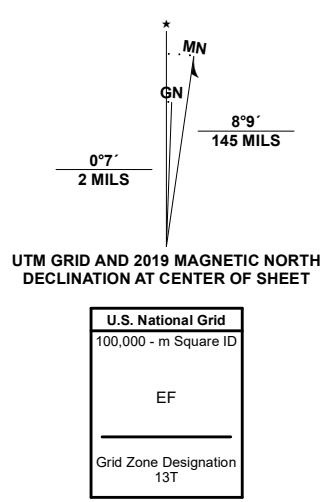 ★
MN
GN
8°9´
145 MILS
0°7´
2 MILS
UTM GRID AND 2019 MAGNETIC NORTH
DECLINATION AT CENTER OF SHEET
U.S. National Grid
100,000 - m Square ID
EF
Grid Zone Designation
13T